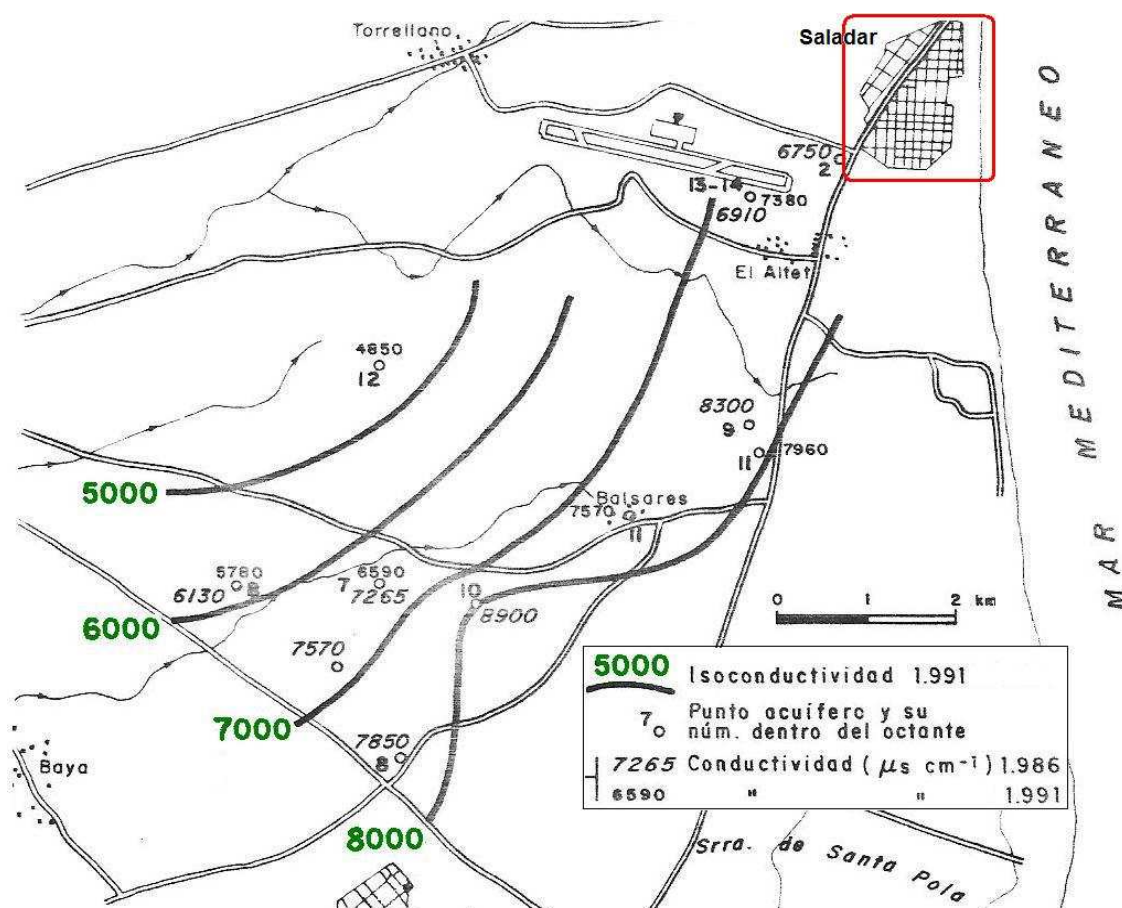 Torrellano
Saladar
MAR MEDITERRANEO
6750
2
13-14
7380
6910
El Altet
4850
12
8300
9
7960
11
5000
Balsares
7570
11
5780
8
6130
6590
7
7265
10
8900
6000
0 1 2 km
7570
7000
7850
8
Baya
8000
5000 Isoconductividad 1.991
7 Punto acuífero y su
núm. dentro del octante
7265 Conductividad (μs cm⁻¹) 1.986
6590 " " 1.991
Srra. de Santa Pola